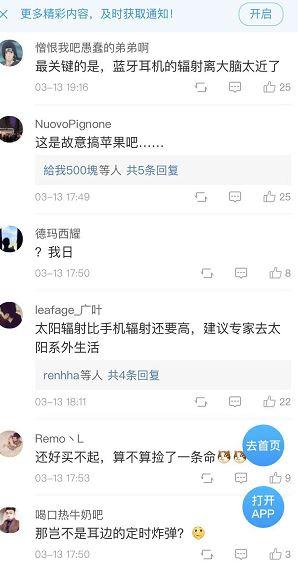 更多精彩内容，及时获取通知！
开启
憎恨我吧愚蠢的弟弟啊
最关键的是，蓝牙耳机的辐射离大脑太近了
03-13 19:16
25
NuovoPignone
这是故意搞苹果吧……
給我500塊等人 共5条回复
03-13 17:49
25
德玛西耀
？我日
03-13 17:50
8
leafage_广叶
太阳辐射比手机辐射还要高，建议专家去太
阳系外生活
renhha等人 共4条回复
03-13 18:11
22
Remo丶L
去首页
还好买不起，算不算捡了一条命
03-13 17:53
9
打开
APP
喝口热牛奶吧
那岂不是耳边的定时炸弹？
03-13 17:50
3